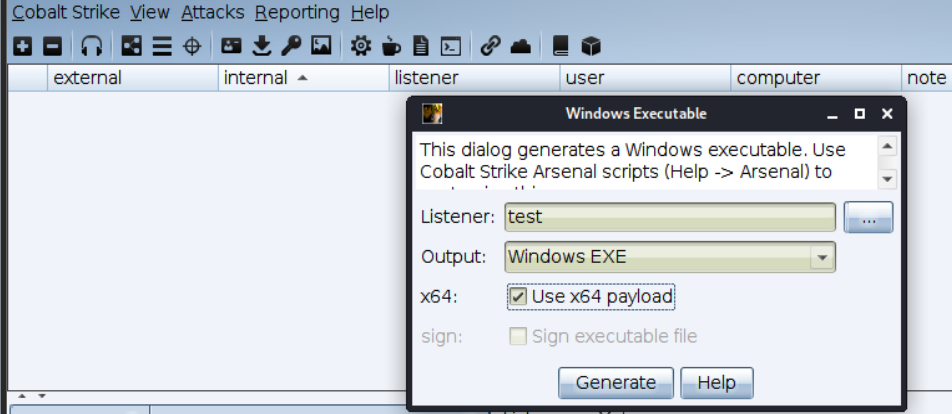 Cobalt Strike View Attacks Reporting Help
external internal listener user computer note
Windows Executable
This dialog generates a Windows executable. Use
Cobalt Strike Arsenal scripts (Help -> Arsenal) to
Listener: test ...
Output: Windows EXE
x64: Use x64 payload
sign: Sign executable file
Generate Help